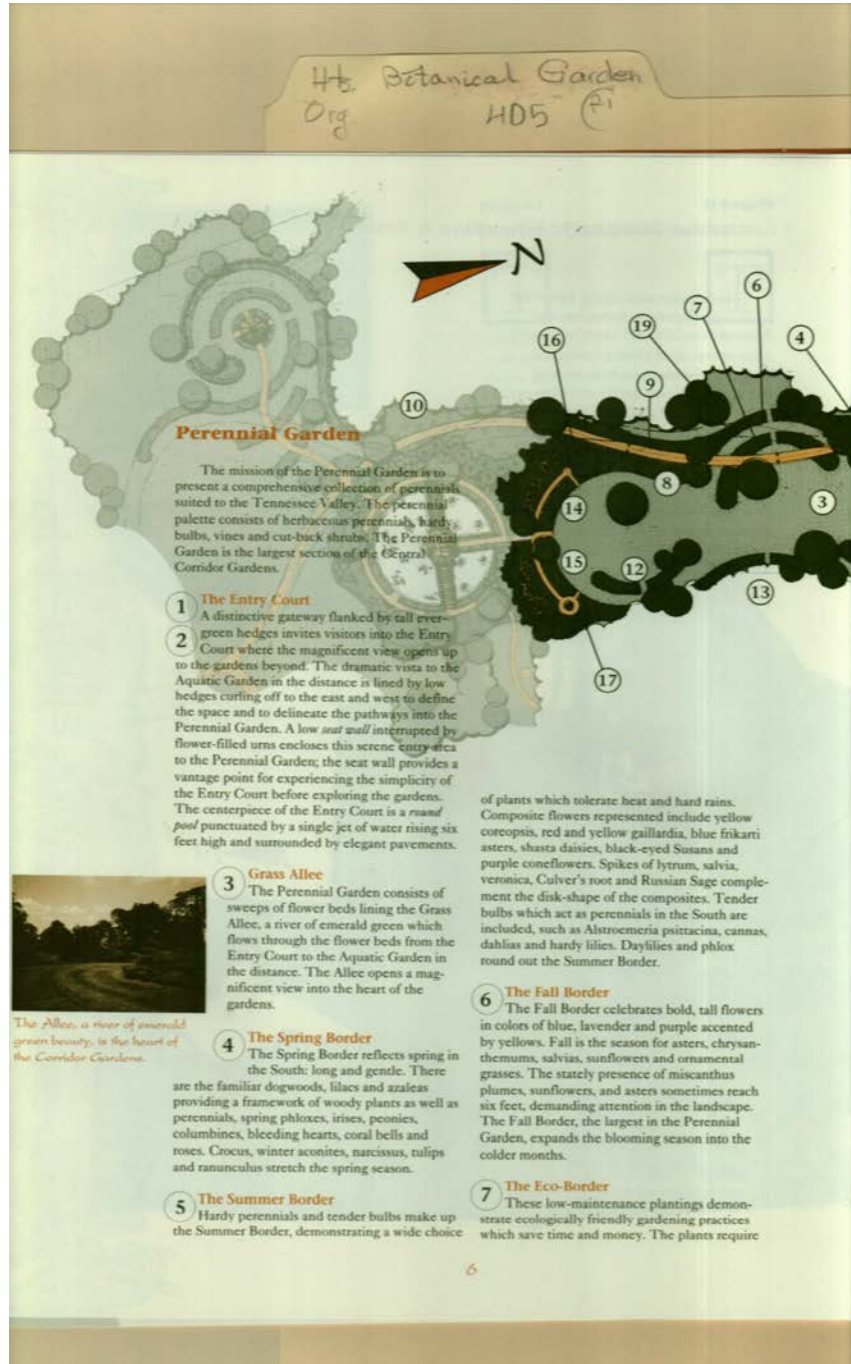 Hts. Botanical Garden
Org HD5
N
6
7
19
4
16
9
10
8
3
14
15
12
13
17
Perennial Garden
The mission of the Perennial Garden is to
present a comprehensive collection of perennials
suited to the Tennessee Valley. The perennial
palette consists of herbaceous perennials, hardy
bulbs, vines and cut-back shrubs. The Perennial
Garden is the largest section of the Central
Corridor Gardens.
1 The Entry Court
A distinctive gateway flanked by tall ever-
2 green hedges invites visitors into the Entry
Court where the magnificent view opens up
to the gardens beyond. The dramatic vista to the
Aquatic Garden in the distance is lined by low
hedges curling off to the east and west to define
the space and to delineate the pathways into the
Perennial Garden. A low seat wall interrupted by
flower-filled urns encloses this serene entry area
to the Perennial Garden; the seat wall provides a
vantage point for experiencing the simplicity of
the Entry Court before exploring the gardens.
The centerpiece of the Entry Court is a round
pool punctuated by a single jet of water rising six
feet high and surrounded by elegant pavements.
3 Grass Allee
The Perennial Garden consists of
sweeps of flower beds lining the Grass
Allee, a river of emerald green which
flows through the flower beds from the
Entry Court to the Aquatic Garden in
the distance. The Allee opens a mag-
nificent view into the heart of the
gardens.
The Allee, a river of emerald
green beauty, is the heart of
the Corridor Gardens.
4 The Spring Border
The Spring Border reflects spring in
the South: long and gentle. There
are the familiar dogwoods, lilacs and azaleas
providing a framework of woody plants as well as
perennials, spring phloxes, irises, peonies,
columbines, bleeding hearts, coral bells and
roses. Crocus, winter aconites, narcissus, tulips
and ranunculus stretch the spring season.
5 The Summer Border
Hardy perennials and tender bulbs make up
the Summer Border, demonstrating a wide choice
of plants which tolerate heat and hard rains.
Composite flowers represented include yellow
coreopsis, red and yellow gaillardia, blue frikarti
asters, shasta daisies, black-eyed Susans and
purple coneflowers. Spikes of lytrum, salvia,
veronica, Culver's root and Russian Sage comple-
ment the disk-shape of the composites. Tender
bulbs which act as perennials in the South are
included, such as Alstroemeria psittacina, cannas,
dahlias and hardy lilies. Daylilies and phlox
round out the Summer Border.
6 The Fall Border
The Fall Border celebrates bold, tall flowers
in colors of blue, lavender and purple accented
by yellows. Fall is the season for asters, chrysan-
themums, salvias, sunflowers and ornamental
grasses. The stately presence of miscanthus
plumes, sunflowers, and asters sometimes reach
six feet, demanding attention in the landscape.
The Fall Border, the largest in the Perennial
Garden, expands the blooming season into the
colder months.
7 The Eco-Border
These low-maintenance plantings demon-
strate ecologically friendly gardening practices
which save time and money. The plants require
6